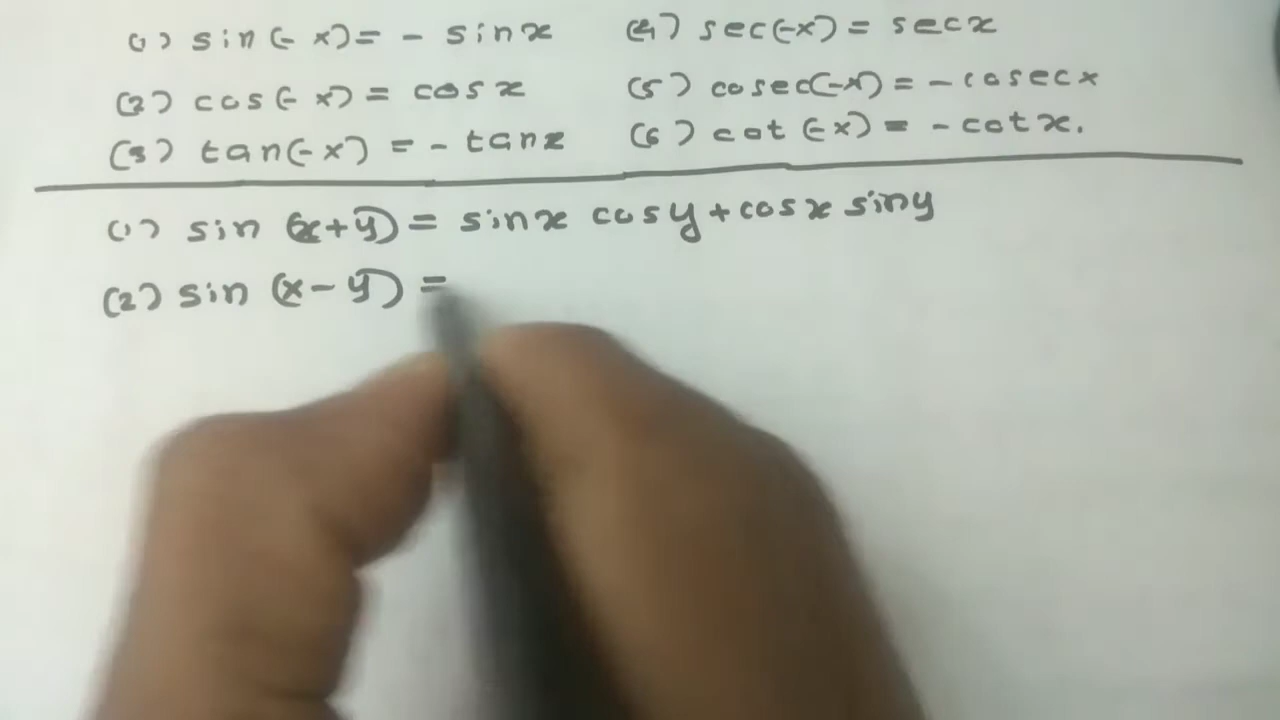 (1) sin(-x) = - sinx (4) sec(-x) = secx
(2) cos(-x) = cosx (5) cosec(-x) = -cosecx
(3) tan(-x) = - tanx (6) cot(-x) = -cotx.
(1) sin (x+y) = sinx cosy + cosx siny
(2) sin (x-y) =